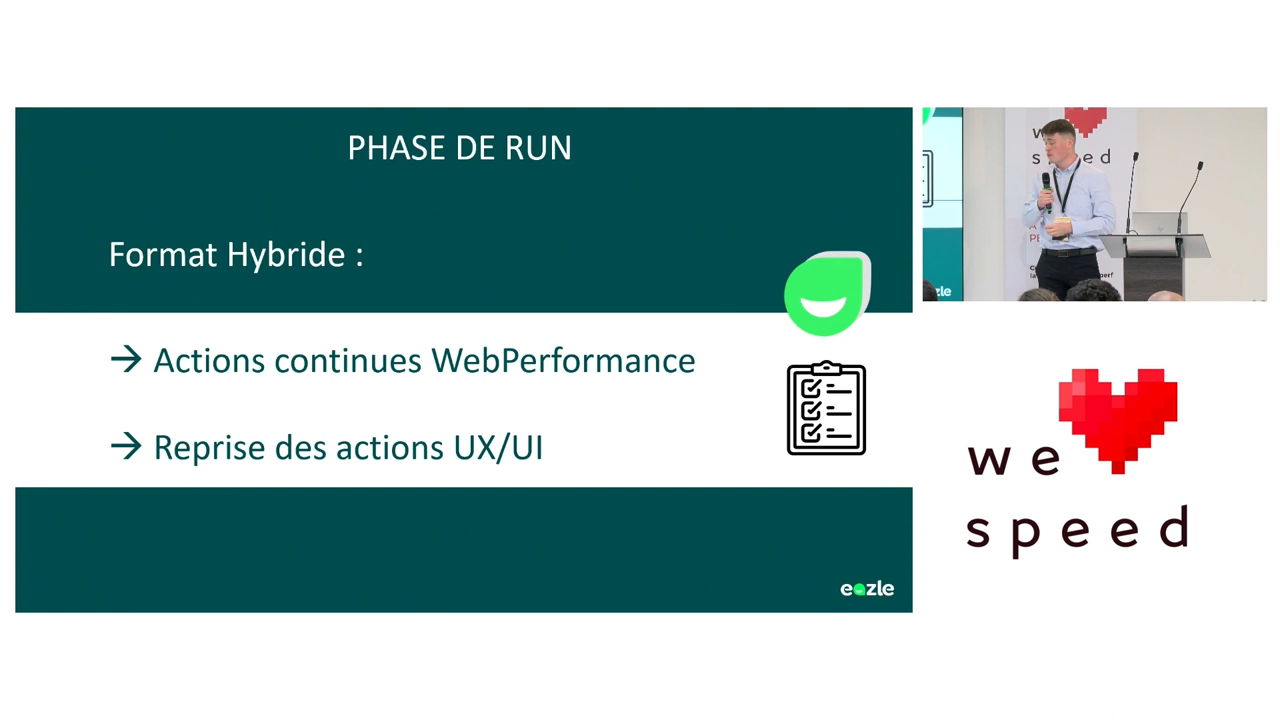 PHASE DE RUN
Format Hybride :
→ Actions continues WebPerformance
→ Reprise des actions UX/UI
eazle
we
speed